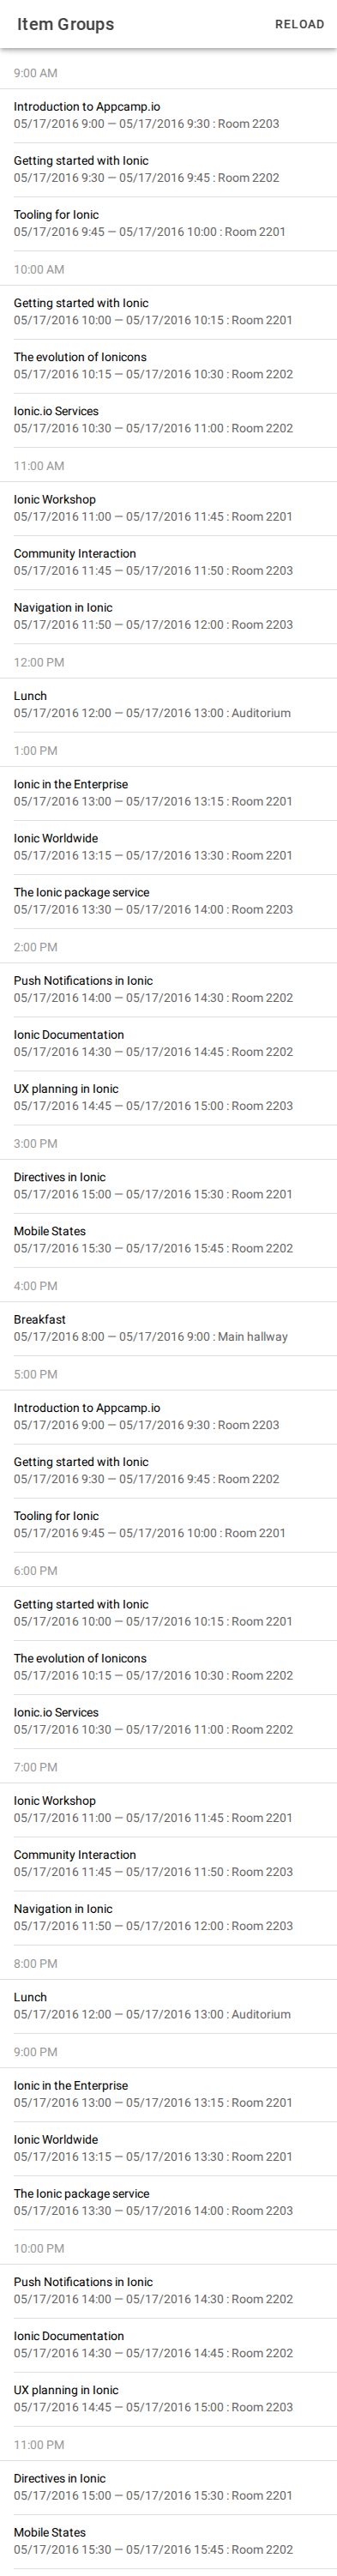 Item Groups
RELOAD
9:00 AM
Introduction to Appcamp.io
05/17/2016 9:00 — 05/17/2016 9:30 : Room 2203
Getting started with Ionic
05/17/2016 9:30 — 05/17/2016 9:45 : Room 2202
Tooling for Ionic
05/17/2016 9:45 — 05/17/2016 10:00 : Room 2201
10:00 AM
Getting started with Ionic
05/17/2016 10:00 — 05/17/2016 10:15 : Room 2201
The evolution of Ionicons
05/17/2016 10:15 — 05/17/2016 10:30 : Room 2202
Ionic.io Services
05/17/2016 10:30 — 05/17/2016 11:00 : Room 2202
11:00 AM
Ionic Workshop
05/17/2016 11:00 — 05/17/2016 11:45 : Room 2201
Community Interaction
05/17/2016 11:45 — 05/17/2016 11:50 : Room 2203
Navigation in Ionic
05/17/2016 11:50 — 05/17/2016 12:00 : Room 2203
12:00 PM
Lunch
05/17/2016 12:00 — 05/17/2016 13:00 : Auditorium
1:00 PM
Ionic in the Enterprise
05/17/2016 13:00 — 05/17/2016 13:15 : Room 2201
Ionic Worldwide
05/17/2016 13:15 — 05/17/2016 13:30 : Room 2201
The Ionic package service
05/17/2016 13:30 — 05/17/2016 14:00 : Room 2203
2:00 PM
Push Notifications in Ionic
05/17/2016 14:00 — 05/17/2016 14:30 : Room 2202
Ionic Documentation
05/17/2016 14:30 — 05/17/2016 14:45 : Room 2202
UX planning in Ionic
05/17/2016 14:45 — 05/17/2016 15:00 : Room 2203
3:00 PM
Directives in Ionic
05/17/2016 15:00 — 05/17/2016 15:30 : Room 2201
Mobile States
05/17/2016 15:30 — 05/17/2016 15:45 : Room 2202
4:00 PM
Breakfast
05/17/2016 8:00 — 05/17/2016 9:00 : Main hallway
5:00 PM
Introduction to Appcamp.io
05/17/2016 9:00 — 05/17/2016 9:30 : Room 2203
Getting started with Ionic
05/17/2016 9:30 — 05/17/2016 9:45 : Room 2202
Tooling for Ionic
05/17/2016 9:45 — 05/17/2016 10:00 : Room 2201
6:00 PM
Getting started with Ionic
05/17/2016 10:00 — 05/17/2016 10:15 : Room 2201
The evolution of Ionicons
05/17/2016 10:15 — 05/17/2016 10:30 : Room 2202
Ionic.io Services
05/17/2016 10:30 — 05/17/2016 11:00 : Room 2202
7:00 PM
Ionic Workshop
05/17/2016 11:00 — 05/17/2016 11:45 : Room 2201
Community Interaction
05/17/2016 11:45 — 05/17/2016 11:50 : Room 2203
Navigation in Ionic
05/17/2016 11:50 — 05/17/2016 12:00 : Room 2203
8:00 PM
Lunch
05/17/2016 12:00 — 05/17/2016 13:00 : Auditorium
9:00 PM
Ionic in the Enterprise
05/17/2016 13:00 — 05/17/2016 13:15 : Room 2201
Ionic Worldwide
05/17/2016 13:15 — 05/17/2016 13:30 : Room 2201
The Ionic package service
05/17/2016 13:30 — 05/17/2016 14:00 : Room 2203
10:00 PM
Push Notifications in Ionic
05/17/2016 14:00 — 05/17/2016 14:30 : Room 2202
Ionic Documentation
05/17/2016 14:30 — 05/17/2016 14:45 : Room 2202
UX planning in Ionic
05/17/2016 14:45 — 05/17/2016 15:00 : Room 2203
11:00 PM
Directives in Ionic
05/17/2016 15:00 — 05/17/2016 15:30 : Room 2201
Mobile States
05/17/2016 15:30 — 05/17/2016 15:45 : Room 2202